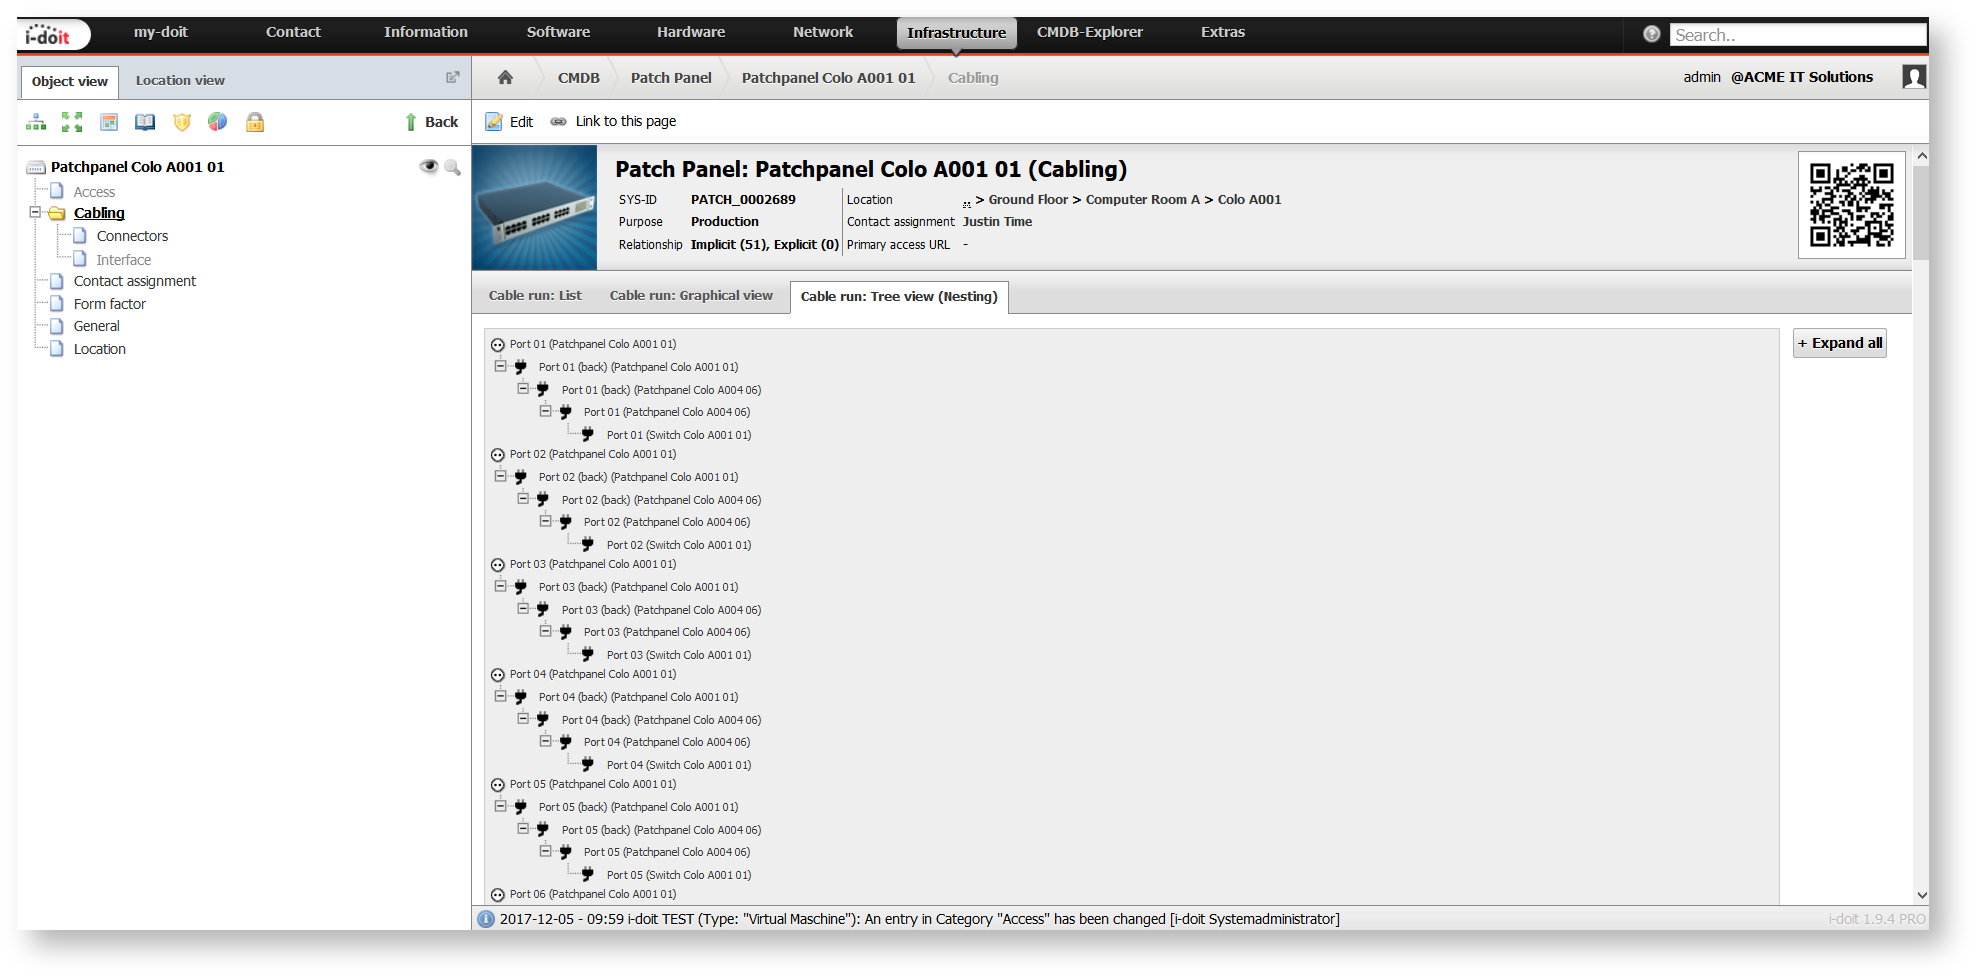 i-doit my-doit Contact Information Software Hardware Network Infrastructure CMDB-Explorer Extras Search..
Object view Location view
CMDB Patch Panel Patchpanel Colo A001 01 Cabling admin @ACME IT Solutions
Back
Edit Link to this page
Patchpanel Colo A001 01
Access
Cabling
Connectors
Interface
Contact assignment
Form factor
General
Location
Patch Panel: Patchpanel Colo A001 01 (Cabling)
SYS-ID PATCH_0002689 Location .. > Ground Floor > Computer Room A > Colo A001
Purpose Production Contact assignment Justin Time
Relationship Implicit (51), Explicit (0) Primary access URL -
Cable run: List Cable run: Graphical view Cable run: Tree view (Nesting)
+ Expand all
Port 01 (Patchpanel Colo A001 01)
Port 01 (back) (Patchpanel Colo A001 01)
Port 01 (back) (Patchpanel Colo A004 06)
Port 01 (Patchpanel Colo A004 06)
Port 01 (Switch Colo A001 01)
Port 02 (Patchpanel Colo A001 01)
Port 02 (back) (Patchpanel Colo A001 01)
Port 02 (back) (Patchpanel Colo A004 06)
Port 02 (Patchpanel Colo A004 06)
Port 02 (Switch Colo A001 01)
Port 03 (Patchpanel Colo A001 01)
Port 03 (back) (Patchpanel Colo A001 01)
Port 03 (back) (Patchpanel Colo A004 06)
Port 03 (Patchpanel Colo A004 06)
Port 03 (Switch Colo A001 01)
Port 04 (Patchpanel Colo A001 01)
Port 04 (back) (Patchpanel Colo A001 01)
Port 04 (back) (Patchpanel Colo A004 06)
Port 04 (Patchpanel Colo A004 06)
Port 04 (Switch Colo A001 01)
Port 05 (Patchpanel Colo A001 01)
Port 05 (back) (Patchpanel Colo A001 01)
Port 05 (back) (Patchpanel Colo A004 06)
Port 05 (Patchpanel Colo A004 06)
Port 05 (Switch Colo A001 01)
Port 06 (Patchpanel Colo A001 01)
2017-12-05 - 09:59 i-doit TEST (Type: "Virtual Maschine"): An entry in Category "Access" has been changed [i-doit Systemadministrator]
i-doit 1.9.4 PRO